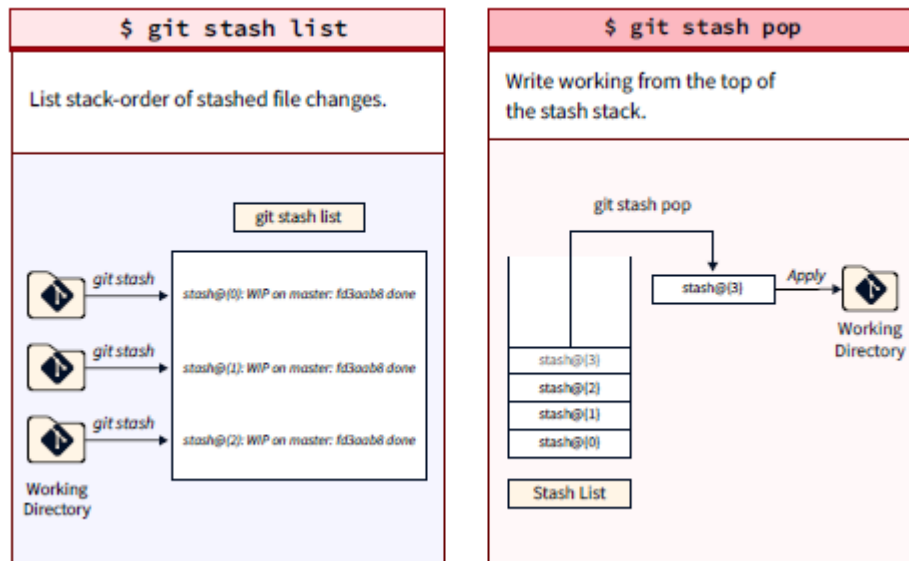 $ git stash list
List stack-order of stashed file changes.
git stash list
git stash
stash@(0): WIP on master: fd3aab8 done
git stash
stash@(1): WIP on master: fd3aab8 done
git stash
stash@(2): WIP on master: fd3aab8 done
Working
Directory
$ git stash pop
Write working from the top of
the stash stack.
git stash pop
stash@(3)
Apply
Working
Directory
stash@(3)
stash@(2)
stash@(1)
stash@(0)
Stash List